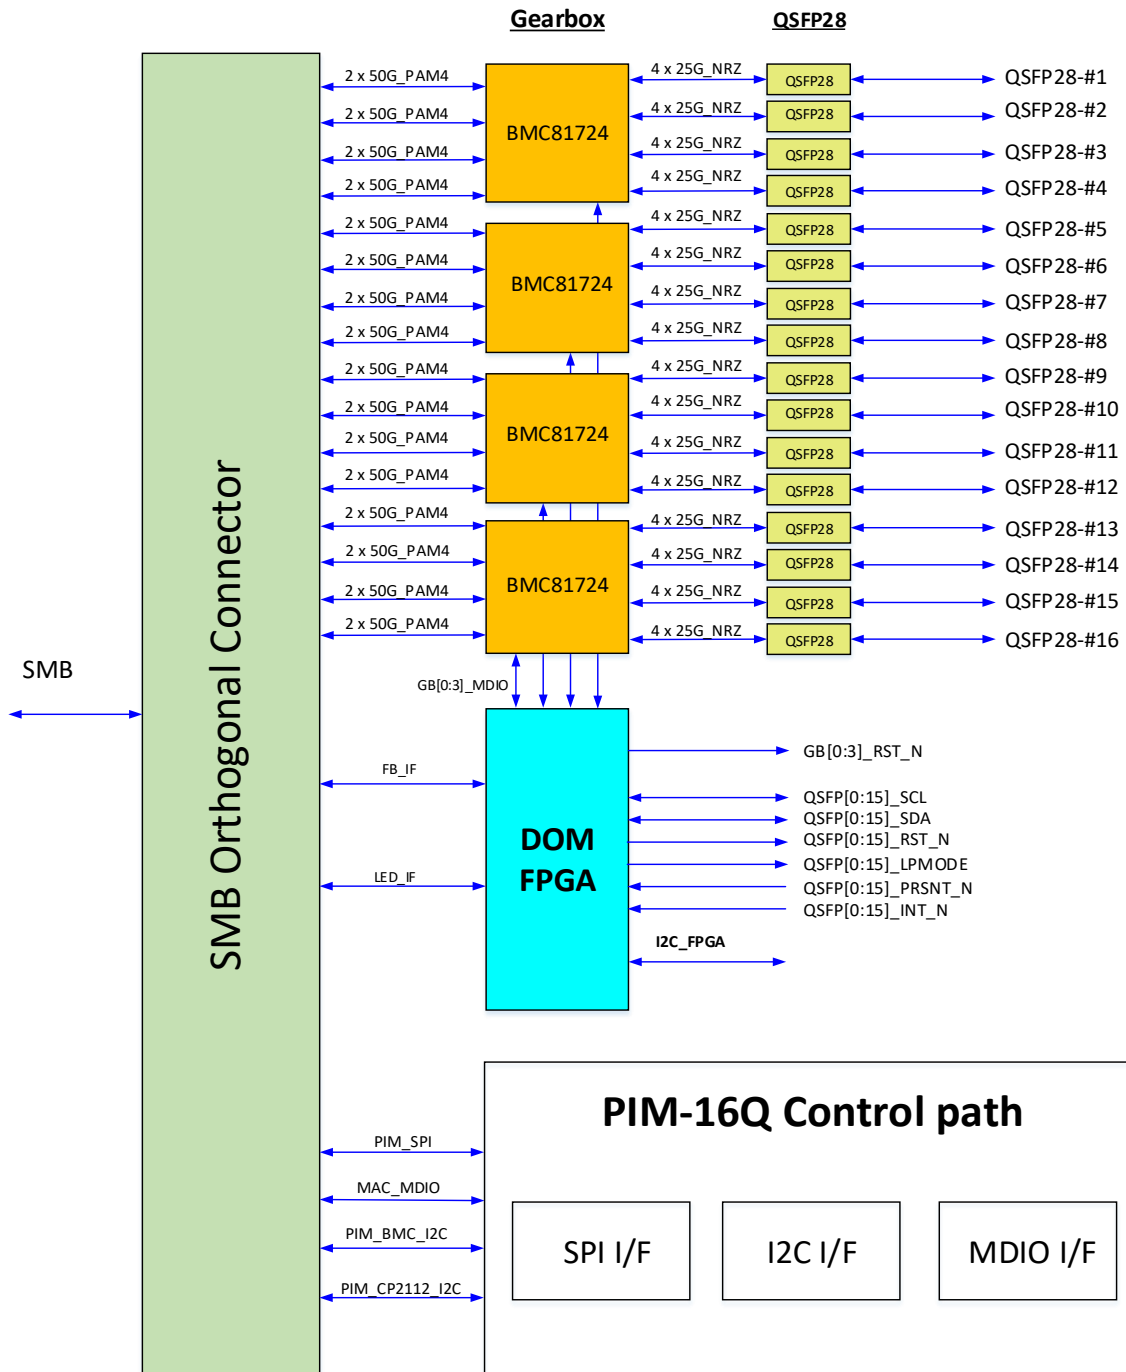 Gearbox
QSFP28
2 x 50G_PAM4
4 x 25G_NRZ
QSFP28
QSFP28-#1
2 x 50G_PAM4
4 x 25G_NRZ
QSFP28
QSFP28-#2
BMC81724
2 x 50G_PAM4
4 x 25G_NRZ
QSFP28
QSFP28-#3
2 x 50G_PAM4
4 x 25G_NRZ
QSFP28
QSFP28-#4
2 x 50G_PAM4
4 x 25G_NRZ
QSFP28
QSFP28-#5
2 x 50G_PAM4
4 x 25G_NRZ
QSFP28
QSFP28-#6
BMC81724
2 x 50G_PAM4
4 x 25G_NRZ
QSFP28
QSFP28-#7
2 x 50G_PAM4
4 x 25G_NRZ
QSFP28
QSFP28-#8
2 x 50G_PAM4
4 x 25G_NRZ
QSFP28
QSFP28-#9
2 x 50G_PAM4
4 x 25G_NRZ
QSFP28
QSFP28-#10
BMC81724
2 x 50G_PAM4
4 x 25G_NRZ
QSFP28
QSFP28-#11
2 x 50G_PAM4
4 x 25G_NRZ
QSFP28
QSFP28-#12
2 x 50G_PAM4
4 x 25G_NRZ
QSFP28
QSFP28-#13
2 x 50G_PAM4
4 x 25G_NRZ
QSFP28
QSFP28-#14
BMC81724
2 x 50G_PAM4
4 x 25G_NRZ
QSFP28
QSFP28-#15
2 x 50G_PAM4
4 x 25G_NRZ
QSFP28
QSFP28-#16
SMB
SMB Orthogonal Connector
GB[0:3]_MDIO
FB_IF
LED_IF
DOM
FPGA
GB[0:3]_RST_N
QSFP[0:15]_SCL
QSFP[0:15]_SDA
QSFP[0:15]_RST_N
QSFP[0:15]_LPMODE
QSFP[0:15]_PRSNT_N
QSFP[0:15]_INT_N
I2C_FPGA
PIM-16Q Control path
PIM_SPI
MAC_MDIO
PIM_BMC_I2C
PIM_CP2112_I2C
SPI I/F
I2C I/F
MDIO I/F